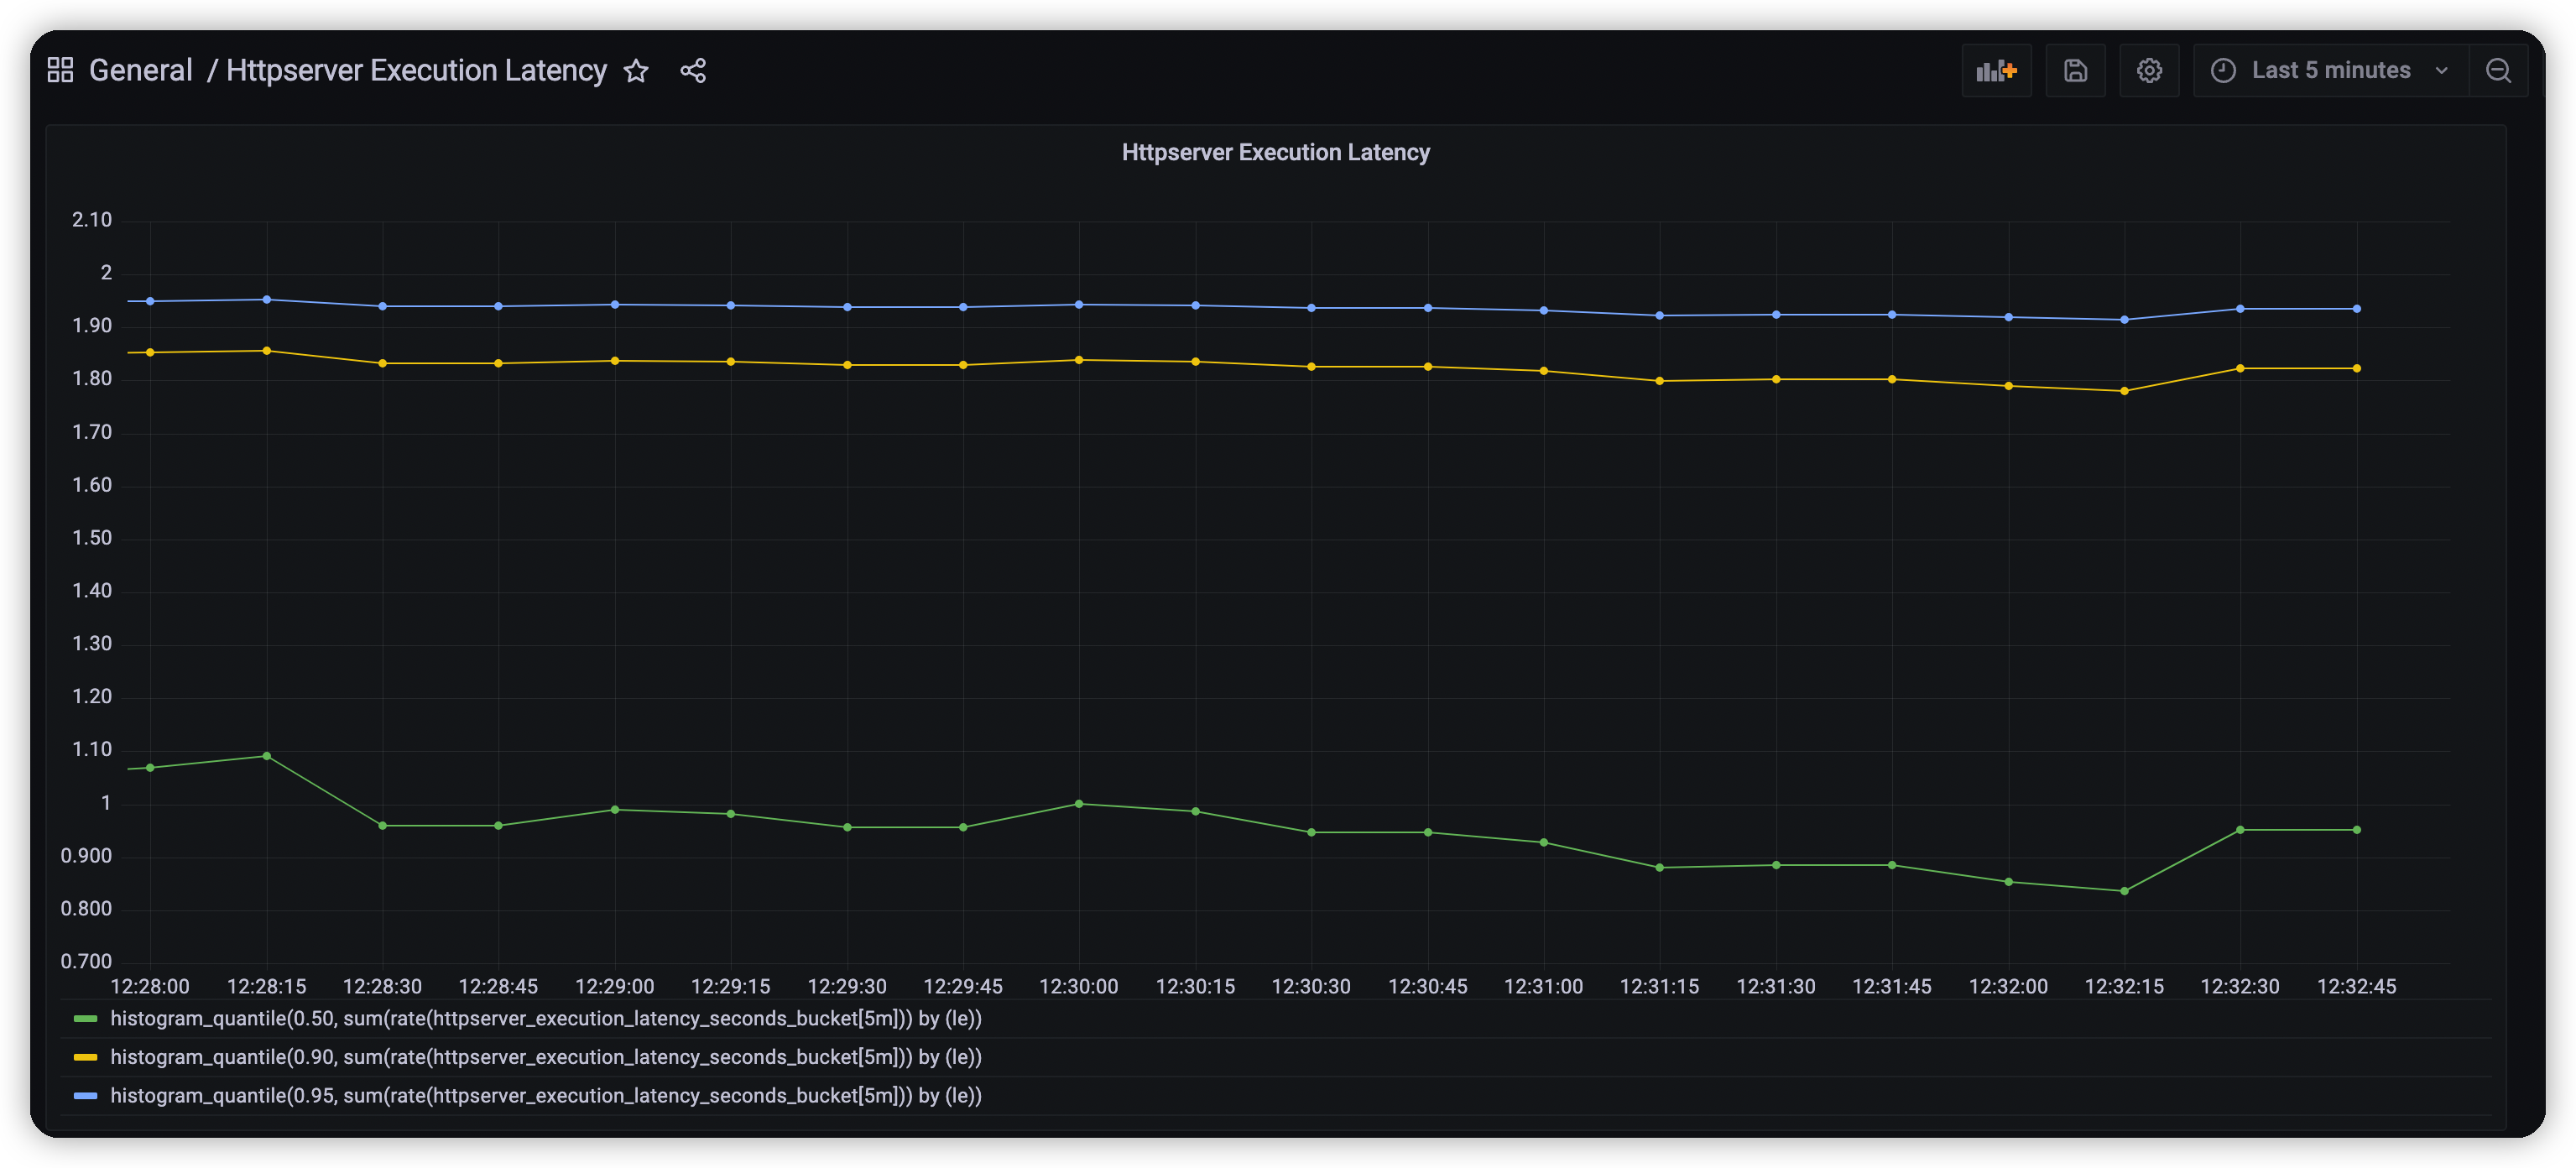 General / Httpserver Execution Latency
Last 5 minutes
Httpserver Execution Latency
2.10
2
1.90
1.80
1.70
1.60
1.50
1.40
1.30
1.20
1.10
1
0.900
0.800
0.700
12:28:00 12:28:15 12:28:30 12:28:45 12:29:00 12:29:15 12:29:30 12:29:45 12:30:00 12:30:15 12:30:30 12:30:45 12:31:00 12:31:15 12:31:30 12:31:45 12:32:00 12:32:15 12:32:30 12:32:45
histogram_quantile(0.50, sum(rate(httpserver_execution_latency_seconds_bucket[5m])) by (le))
histogram_quantile(0.90, sum(rate(httpserver_execution_latency_seconds_bucket[5m])) by (le))
histogram_quantile(0.95, sum(rate(httpserver_execution_latency_seconds_bucket[5m])) by (le))